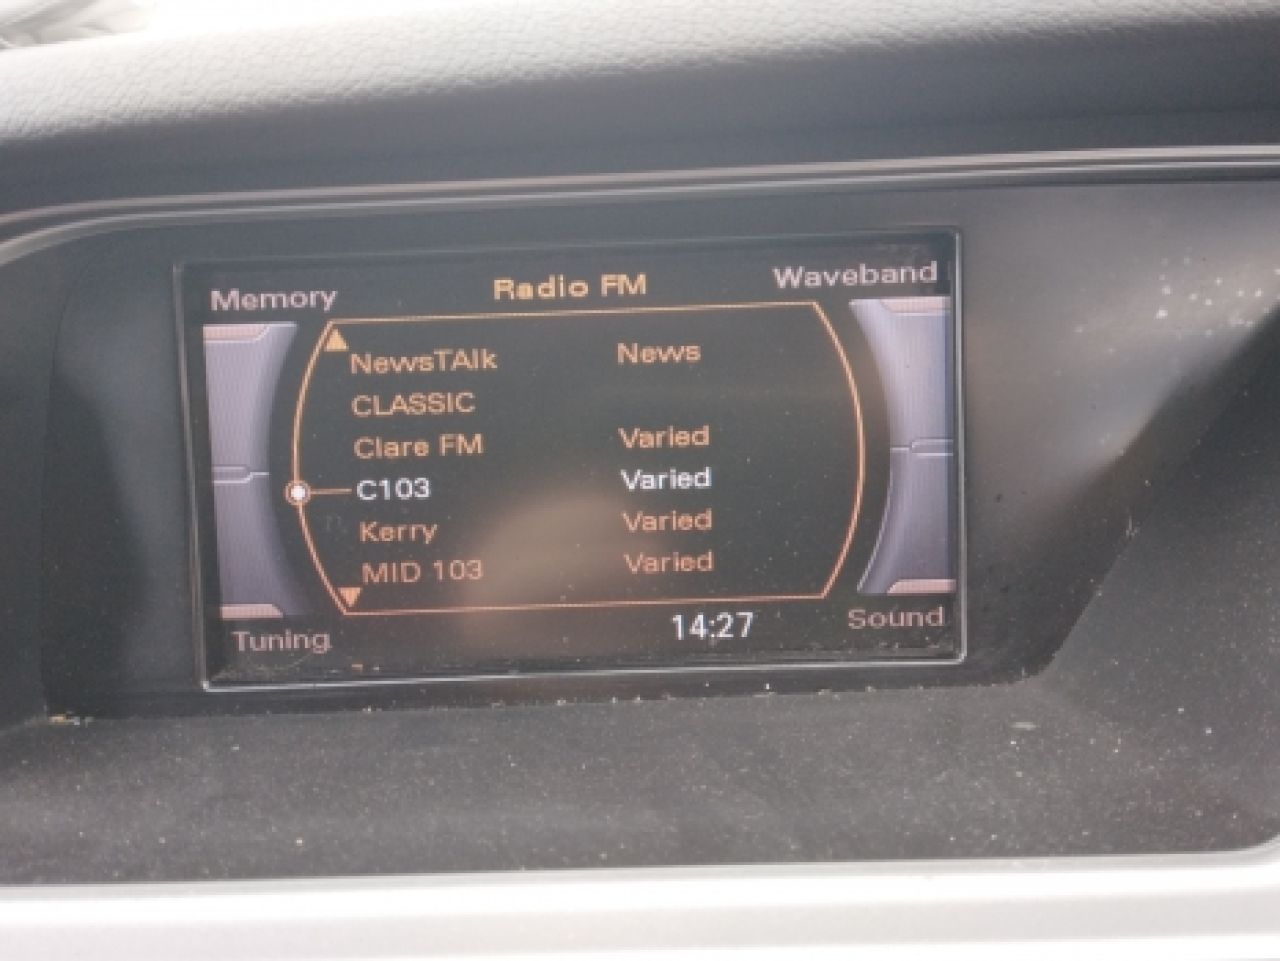 Memory Radio FM Waveband
NewsTAlk News
CLASSIC
Clare FM Varied
C103 Varied
Kerry Varied
MID 103 Varied
14:27
Tuning Sound